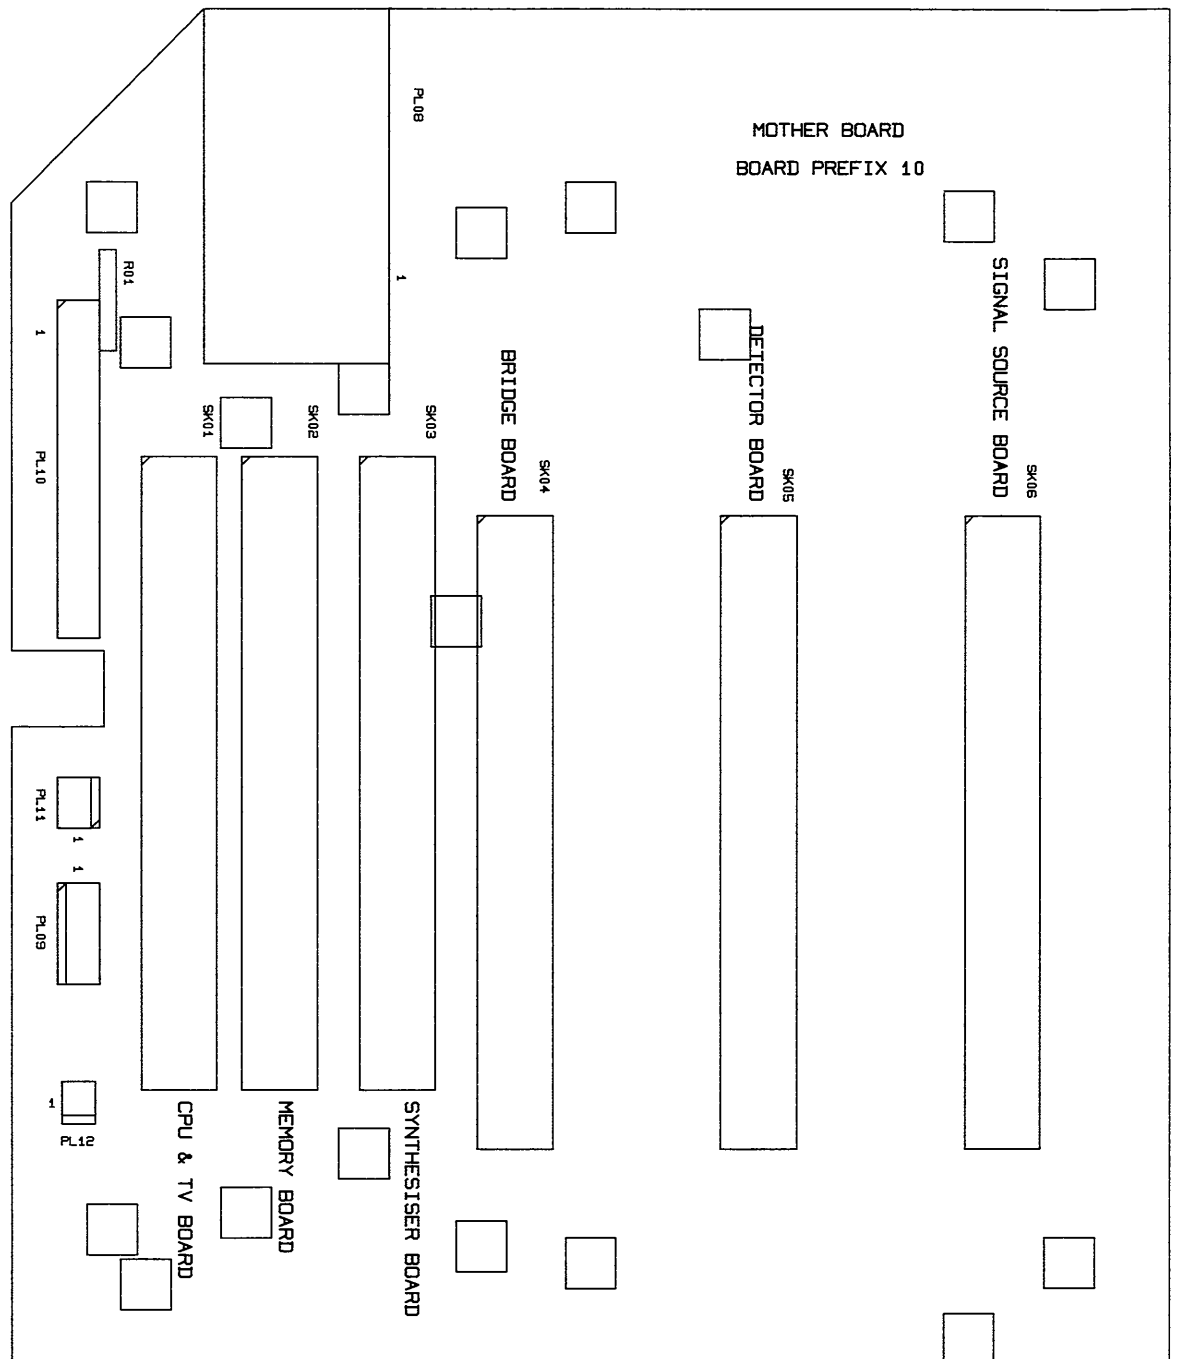 PL08
MOTHER BOARD
BOARD PREFIX 10
R01
1
1
PL10
SK01
SK02
SK03
BRIDGE BOARD
SK04
DETECTOR BOARD
SK05
SIGNAL SOURCE BOARD
SK06
PL11
1
1
PL09
1
PL12
CPU & TV BOARD
MEMORY BOARD
SYNTHESISER BOARD